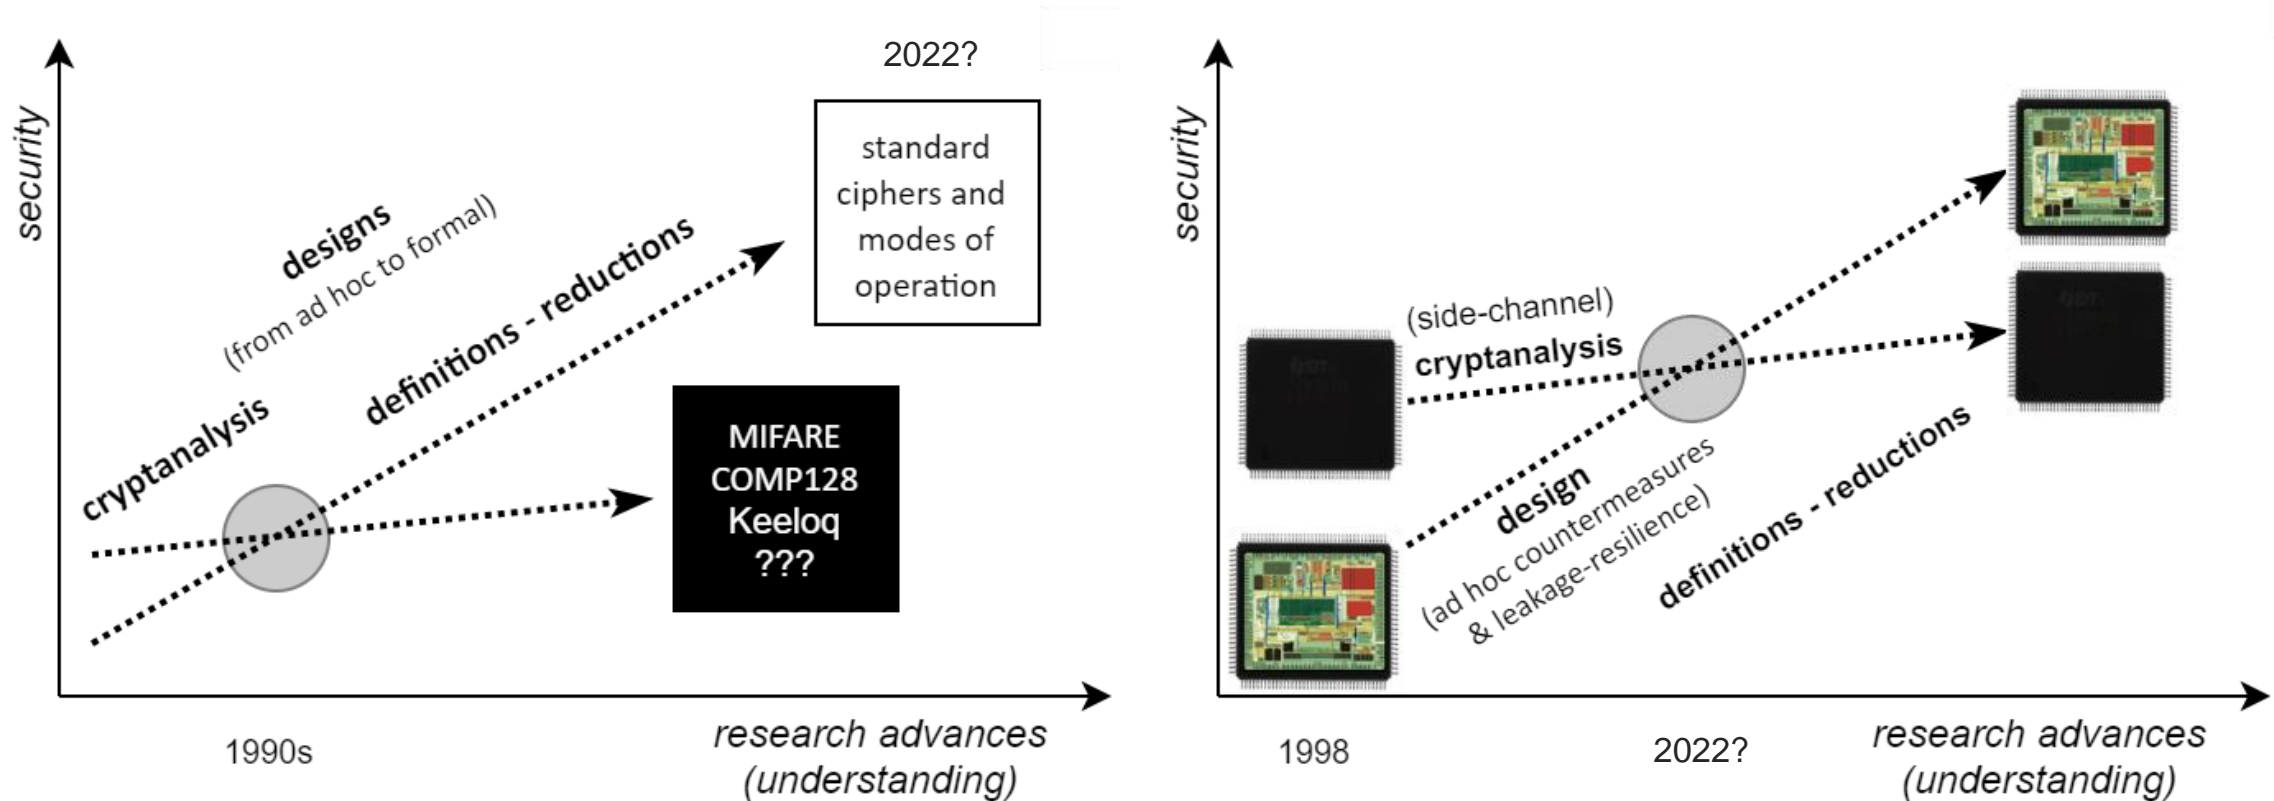 2022?
security
designs
(from ad hoc to formal)
cryptanalysis
definitions - reductions
standard
ciphers and
modes of
operation
MIFARE
COMP128
Keeloq
???
1990s
research advances
(understanding)
security
(side-channel)
cryptanalysis
design
(ad hoc countermeasures
& leakage-resilience)
definitions - reductions
1998
2022?
research advances
(understanding)